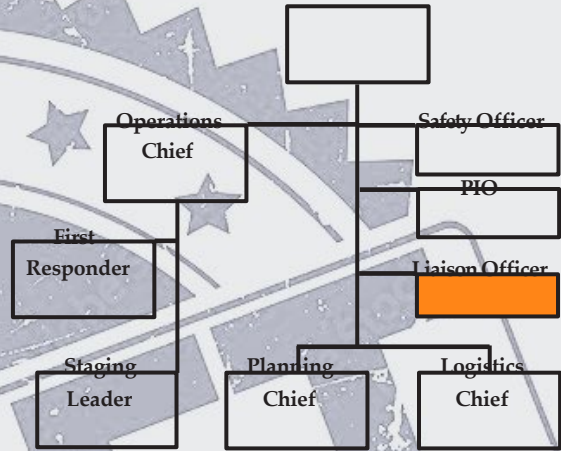 Operations
Chief
Safety Officer
PIO
First
Responder
Liaison Officer
Staging
Leader
Planning
Chief
Logistics
Chief